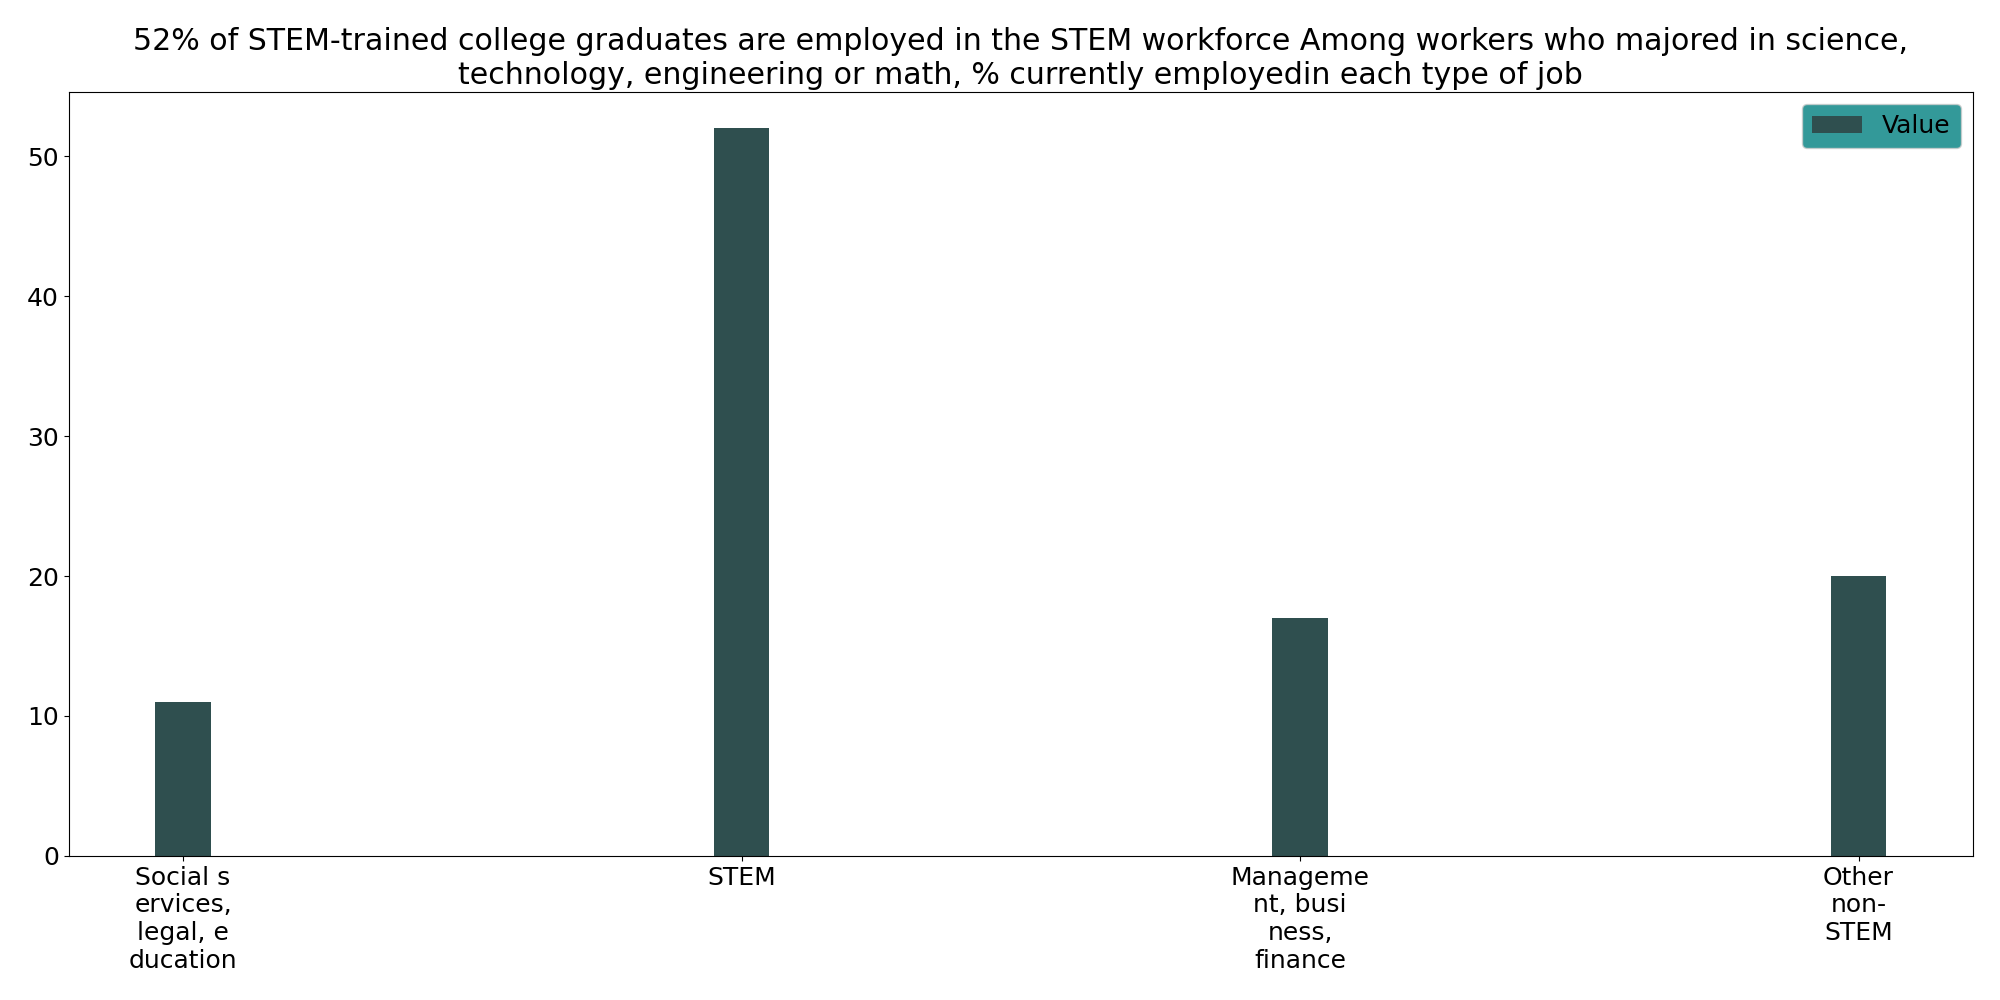 52% of STEM-trained college graduates are employed in the STEM workforce Among workers who majored in science,
technology, engineering or math, % currently employedin each type of job
Value
50
40
30
20
10
0
Social s
ervices,
legal, e
ducation
STEM
Manageme
nt, busi
ness,
finance
Other
non-
STEM